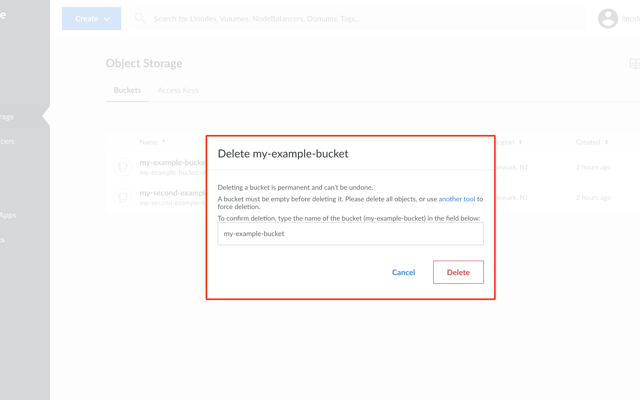 e
Create
Search for Linodes, Volumes, NodeBalancers, Domains, Tags...
linode
Object Storage
Buckets
Access Keys
rage
Name
Region
Created
cers
my-example-bucke
my-example-bucket.u
Newark, NJ
2 hours ago
my-second-exampl
my-second-example-
Newark, NJ
2 hours ago
Apps
s
Delete my-example-bucket
Deleting a bucket is permanent and can't be undone.
A bucket must be empty before deleting it. Please delete all objects, or use another tool to
force deletion.
To confirm deletion, type the name of the bucket (my-example-bucket) in the field below:
my-example-bucket
Cancel
Delete